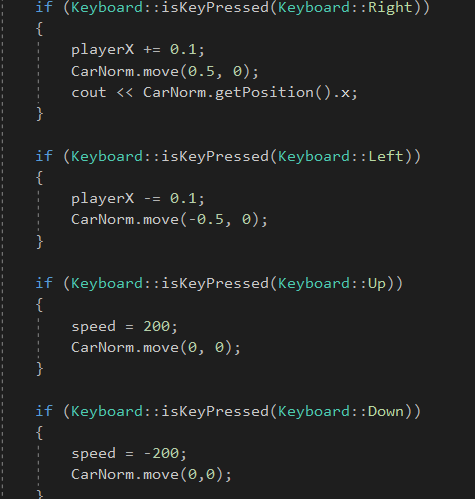 if (Keyboard::isKeyPressed(Keyboard::Right))
{
playerX += 0.1;
CarNorm.move(0.5, 0);
cout << CarNorm.getPosition().x;
}
if (Keyboard::isKeyPressed(Keyboard::Left))
{
playerX -= 0.1;
CarNorm.move(-0.5, 0);
}
if (Keyboard::isKeyPressed(Keyboard::Up))
{
speed = 200;
CarNorm.move(0, 0);
}
if (Keyboard::isKeyPressed(Keyboard::Down))
{
speed = -200;
CarNorm.move(0,0);
}